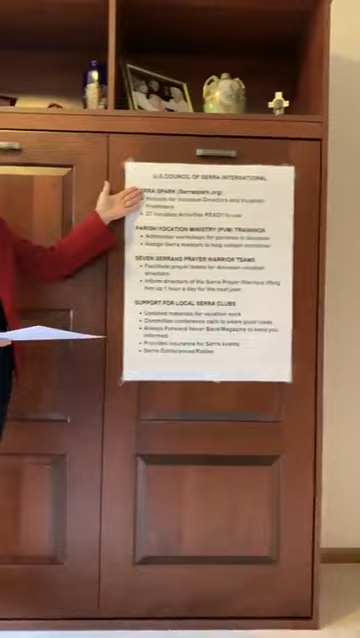 U.S.COUNCIL OF SERRA INTERNATIONAL
SERRA SPARK (Serraspark.org)
Website for Vocation Directors and Vocation
Promoters
27 Vocation Activities READY to use
PARISH VOCATION MINISTRY (PVM) TRAININGS
Administer workshops for parishes in dioceses
Assign Serra mentors to help sustain ministries
SEVEN SERRANS PRAYER WARRIOR TEAMS
Facilitate prayer teams for diocesan vocation
directors
Inform directors of the Serra Prayer Warriors lifting
him up 1 hour a day for the next year.
SUPPORT FOR LOCAL SERRA CLUBS
Updated materials for vocation work
Committee conference calls to share good ideas
Always Forward Never Back Magazine to keep you
informed
Provides insurance for Serra events
Serra Conferences/Rallies